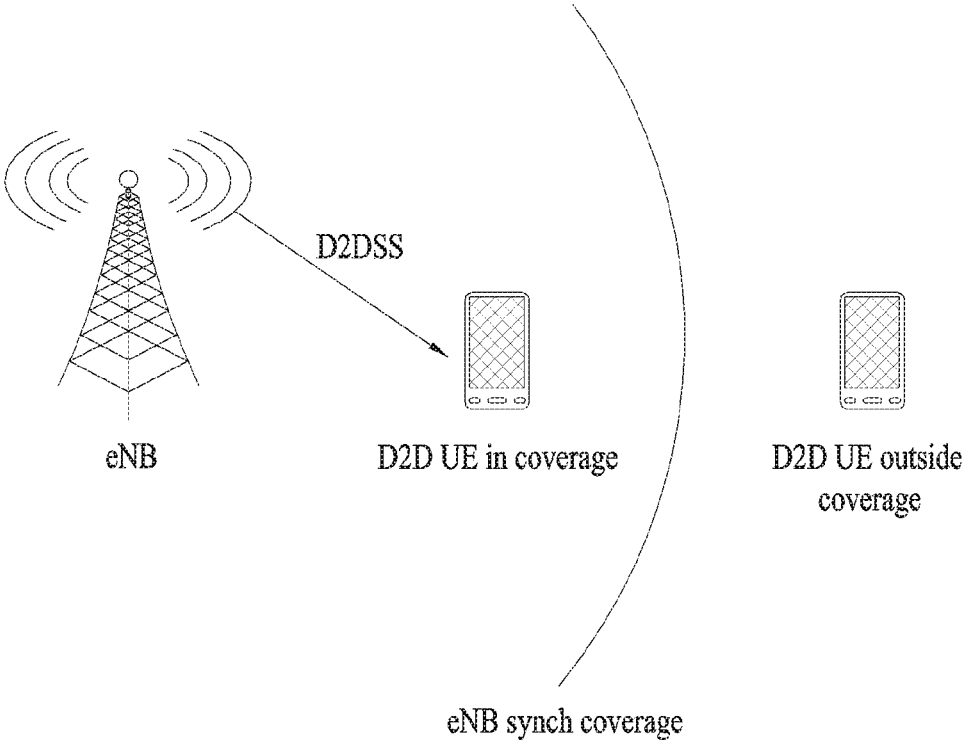 D2DSS
eNB
D2D UE in coverage
D2D UE outside
coverage
eNB synch coverage